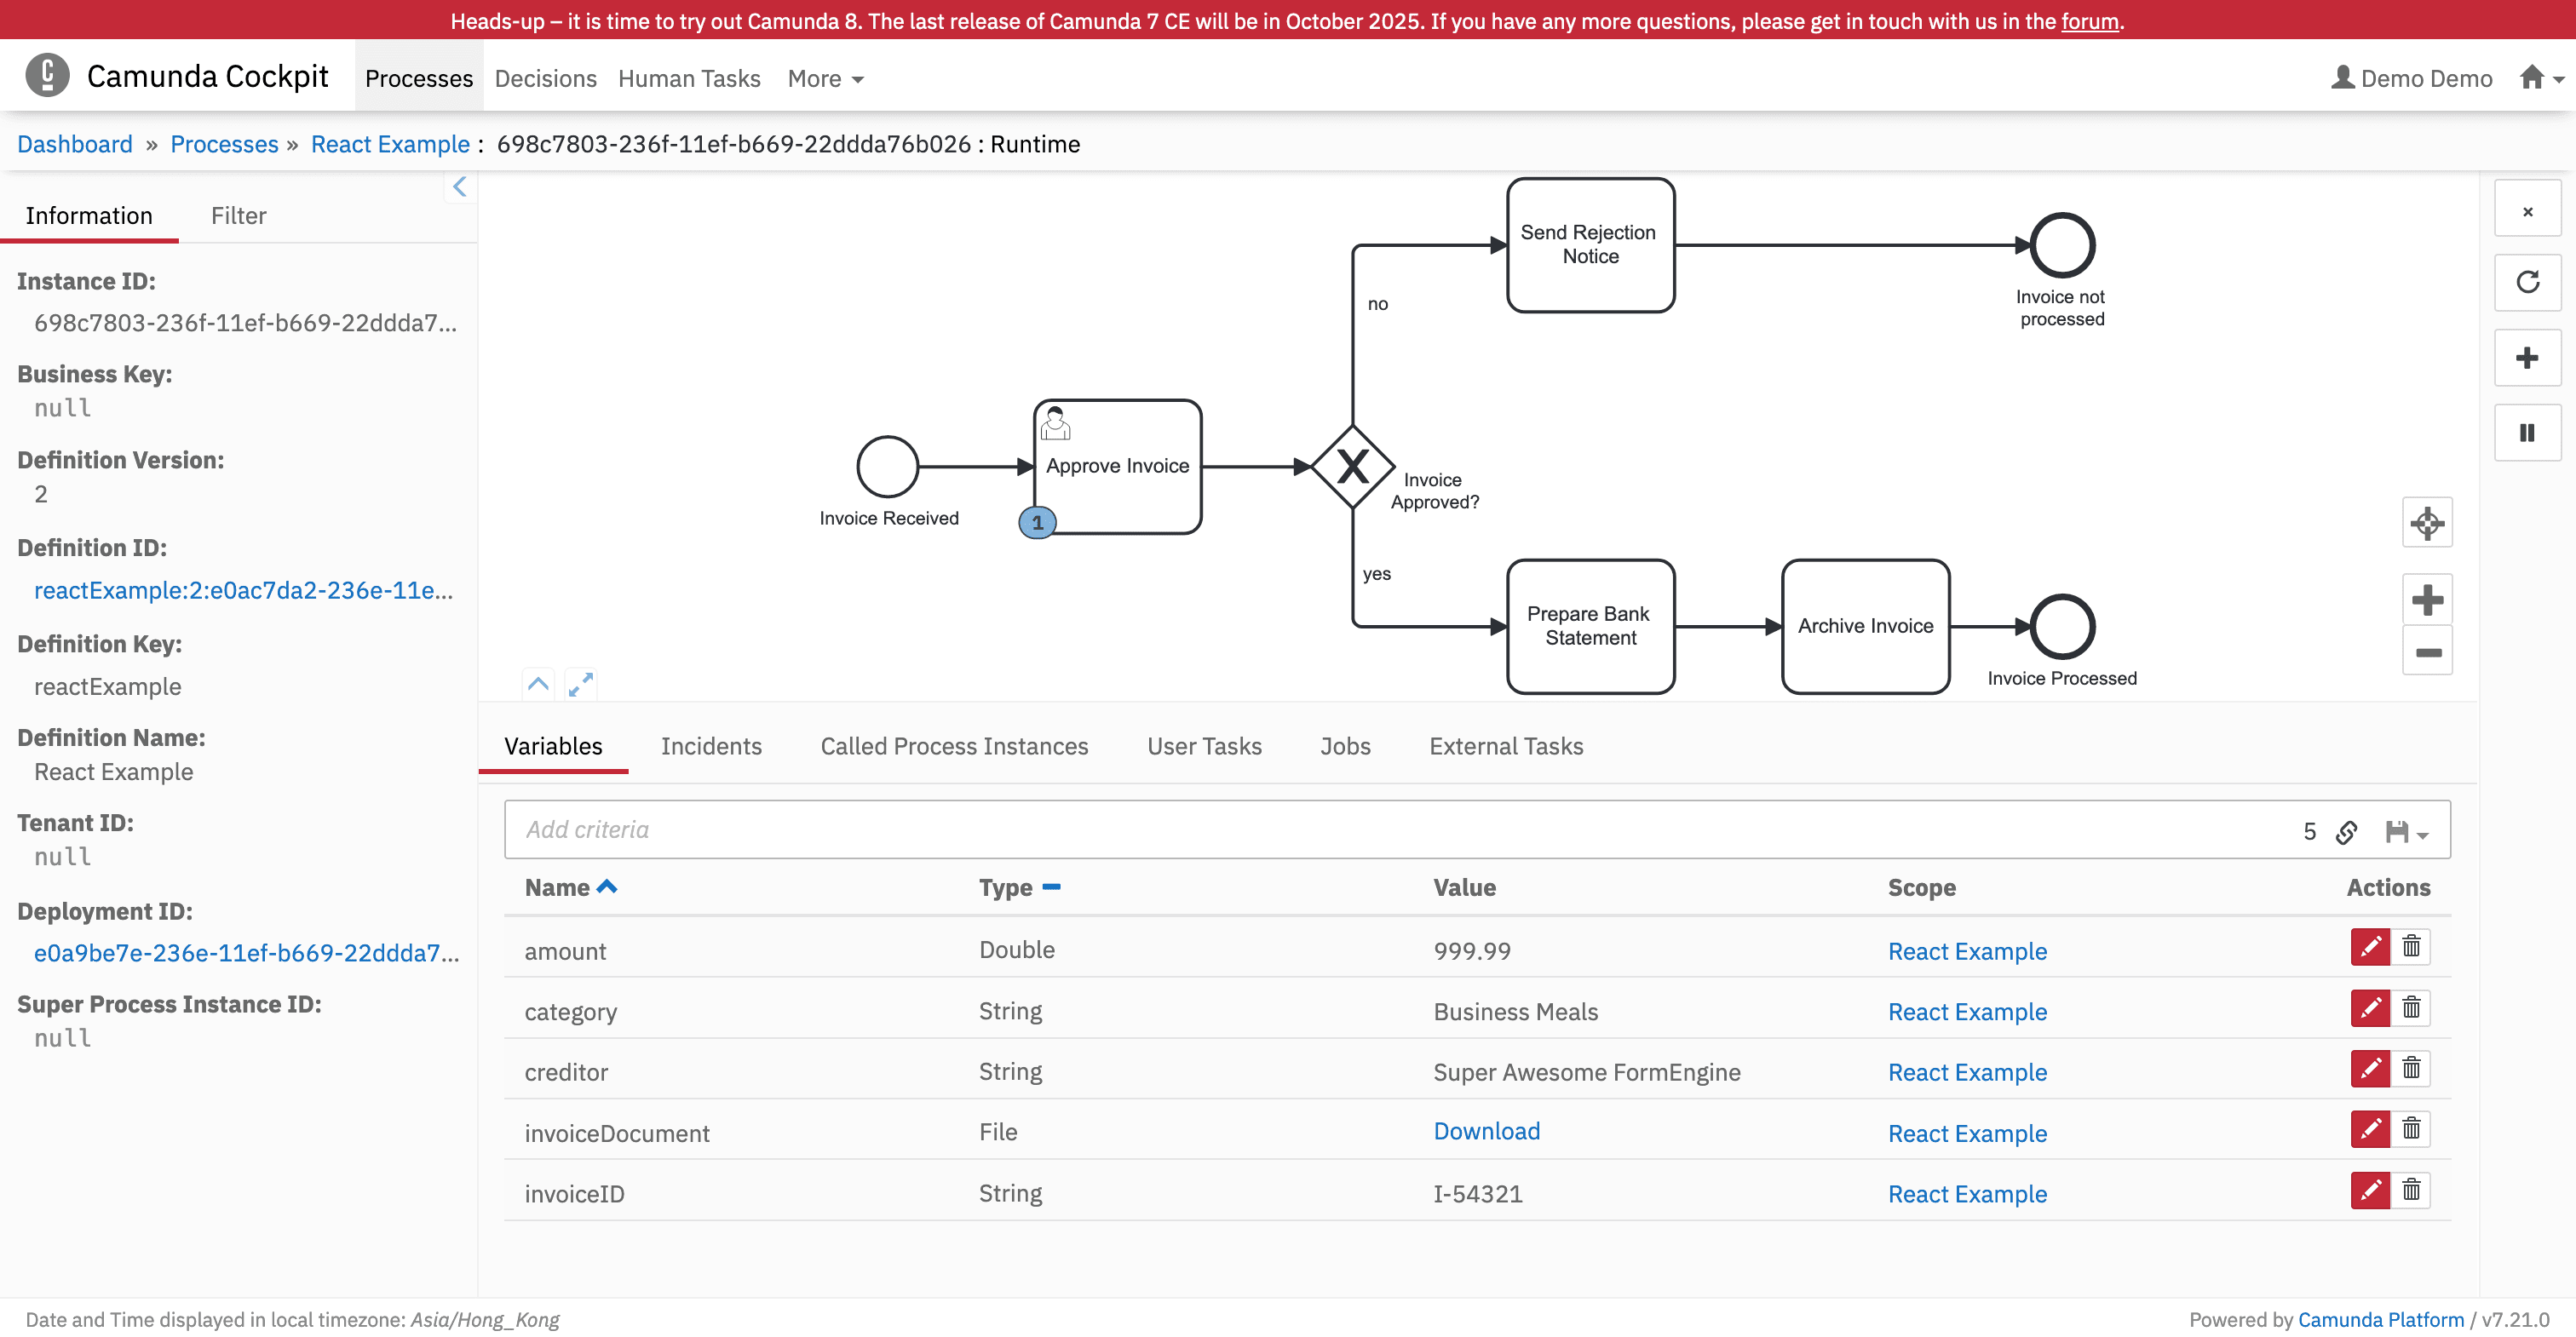 Heads-up – it is time to try out Camunda 8. The last release of Camunda 7 CE will be in October 2025. If you have any more questions, please get in touch with us in the forum.
Camunda Cockpit Processes Decisions Human Tasks More Demo Demo
Dashboard » Processes » React Example : 698c7803-236f-11ef-b669-22ddda76b026 : Runtime
Information Filter
Instance ID:
698c7803-236f-11ef-b669-22ddda7...
Business Key:
null
Definition Version:
2
Definition ID:
reactExample:2:e0ac7da2-236e-11e...
Definition Key:
reactExample
Definition Name:
React Example
Tenant ID:
null
Deployment ID:
e0a9be7e-236e-11ef-b669-22ddda7...
Super Process Instance ID:
null
Send Rejection
Notice
Invoice not
processed
no
Invoice Received
Approve Invoice
1
Invoice
Approved?
yes
Prepare Bank
Statement
Archive Invoice
Invoice Processed
Variables Incidents Called Process Instances User Tasks Jobs External Tasks
Add criteria 5
Name Type Value Scope Actions
amount Double 999.99 React Example
category String Business Meals React Example
creditor String Super Awesome FormEngine React Example
invoiceDocument File Download React Example
invoiceID String I-54321 React Example
Date and Time displayed in local timezone: Asia/Hong_Kong
Powered by Camunda Platform / v7.21.0